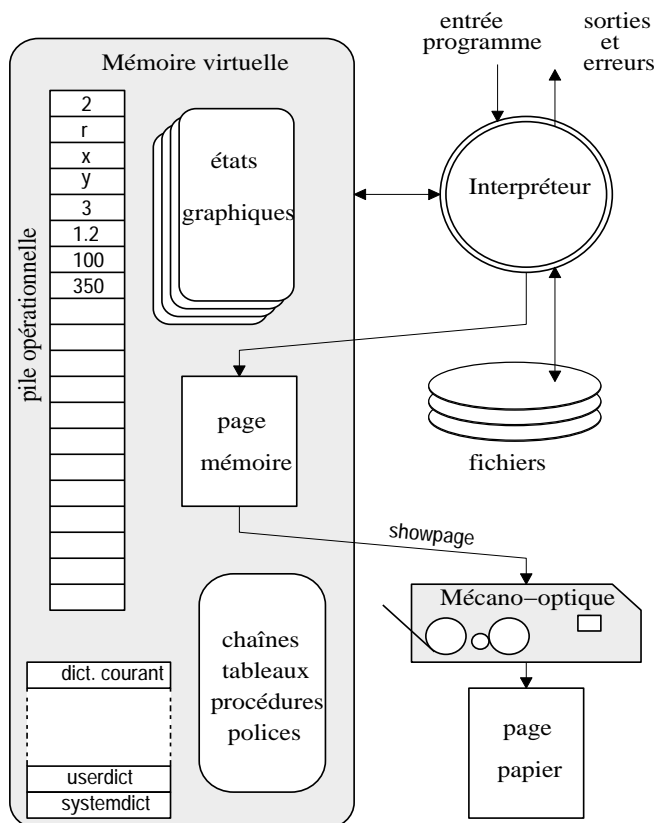 entrée
programme
sorties
et
erreurs
Mémoire virtuelle
2
r
x
y
3
1.2
100
350
pile opérationnelle
états
graphiques
Interpréteur
page
mémoire
fichiers
showpage
Mécano-optique
chaînes
tableaux
procédures
polices
dict. courant
userdict
systemdict
page
papier